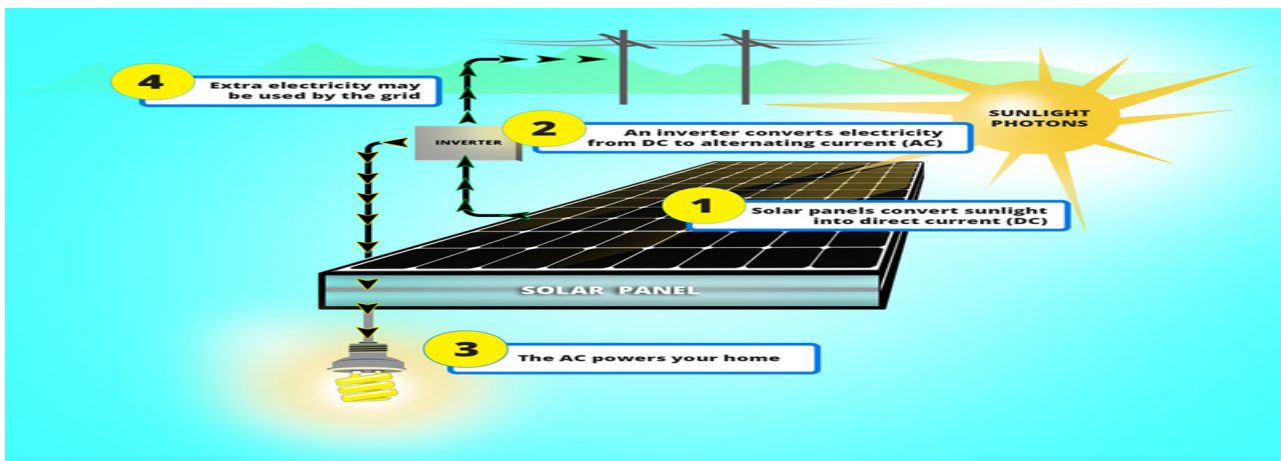 4
Extra electricity may
be used by the grid
SUNLIGHT
PHOTONS
INVERTER
2
An inverter converts electricity
from DC to alternating current (AC)
1
Solar panels convert sunlight
into direct current (DC)
SOLAR PANEL
3
The AC powers your home